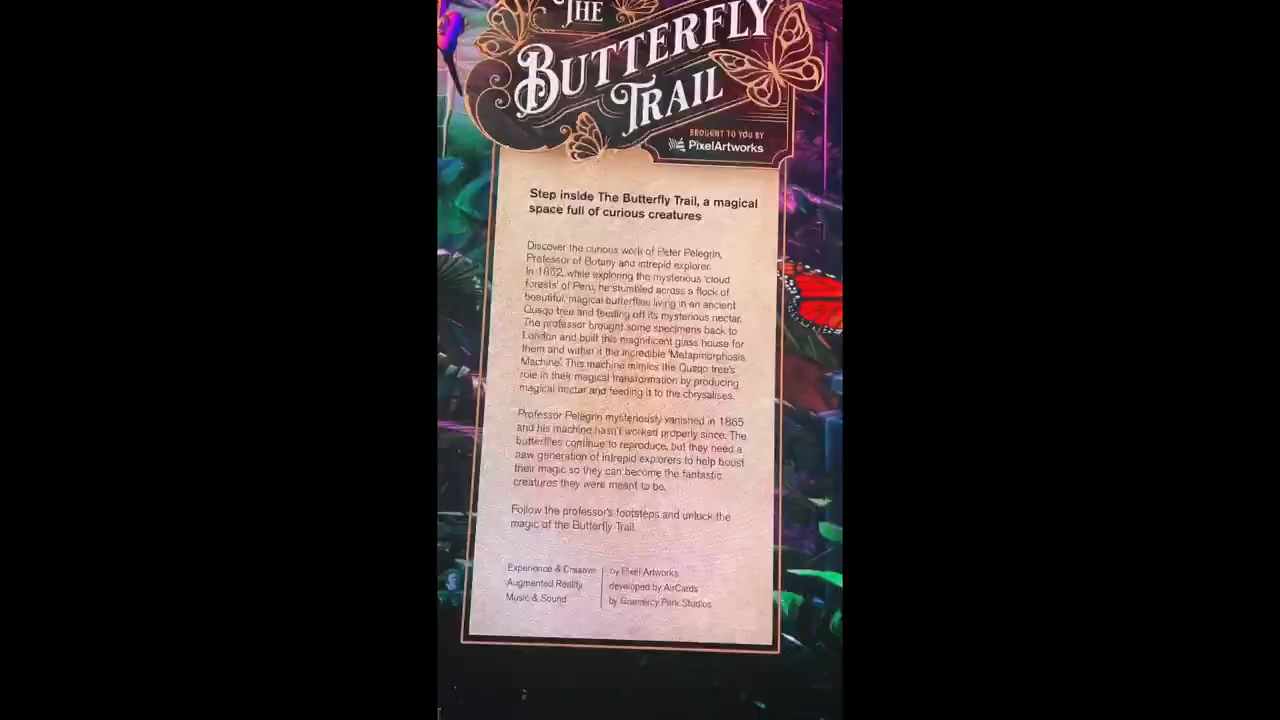 THE
BUTTERFLY
TRAIL
BROUGHT TO YOU BY
PixelArtworks
Step inside The Butterfly Trail, a magical
space full of curious creatures
Discover the curious work of Peter Pelegrin,
Professor of Botany and intrepid explorer.
In 1862, while exploring the mysterious 'cloud
forests' of Peru, he stumbled across a flock of
beautiful, magical butterflies living in an ancient
Qusqo tree and feeding off its mysterious nectar.
The professor brought some specimens back to
London and built this magnificent glass house for
them and within it the incredible 'Metapmorphosis
Machine'. This machine mimics the Qusqo tree's
role in their magical transformation by producing
magical nectar and feeding it to the chrysalises.
Professor Pelegrin mysteriously vanished in 1865
and his machine hasn't worked properly since. The
butterflies continue to reproduce, but they need a
new generation of intrepid explorers to help boost
their magic so they can become the fantastic
creatures they were meant to be.
Follow the professor's footsteps and unlock the
magic of the Butterfly Trail.
Experience & Creative by Pixel Artworks
Augmented Reality developed by AirCards
Music & Sound by Gramercy Park Studios